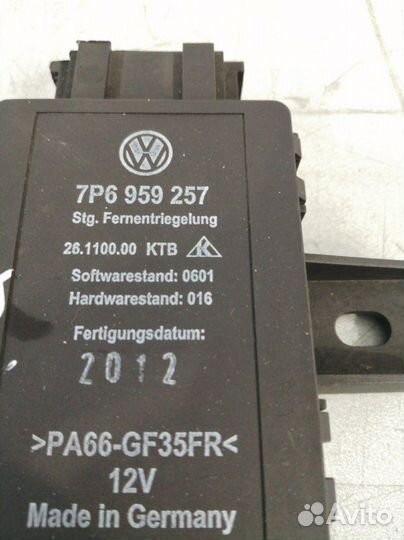 7P6 959 257
Stg. Fernentriegelung
26.1100.00 KTB K
Softwarestand: 0601
Hardwarestand: 016
Fertigungsdatum:
2012
>PA66-GF35FR<
12V
Made in Germany
Avito